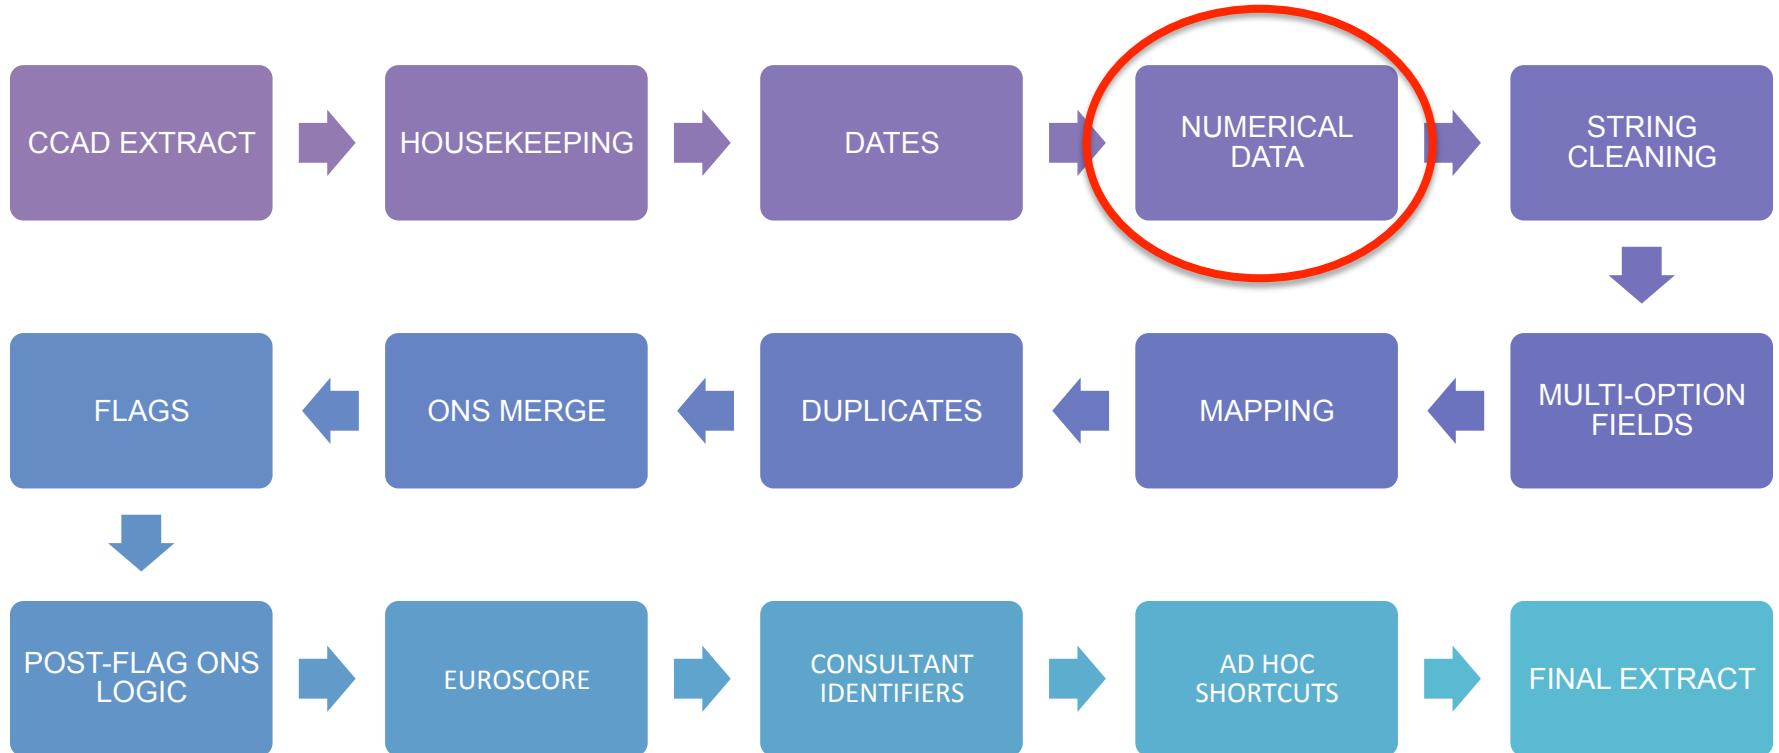 CCAD EXTRACT
HOUSEKEEPING
DATES
NUMERICAL
DATA
STRING
CLEANING
MULTI-OPTION
FIELDS
MAPPING
DUPLICATES
ONS MERGE
FLAGS
POST-FLAG ONS
LOGIC
EUROSCORE
CONSULTANT
IDENTIFIERS
AD HOC
SHORTCUTS
FINAL EXTRACT